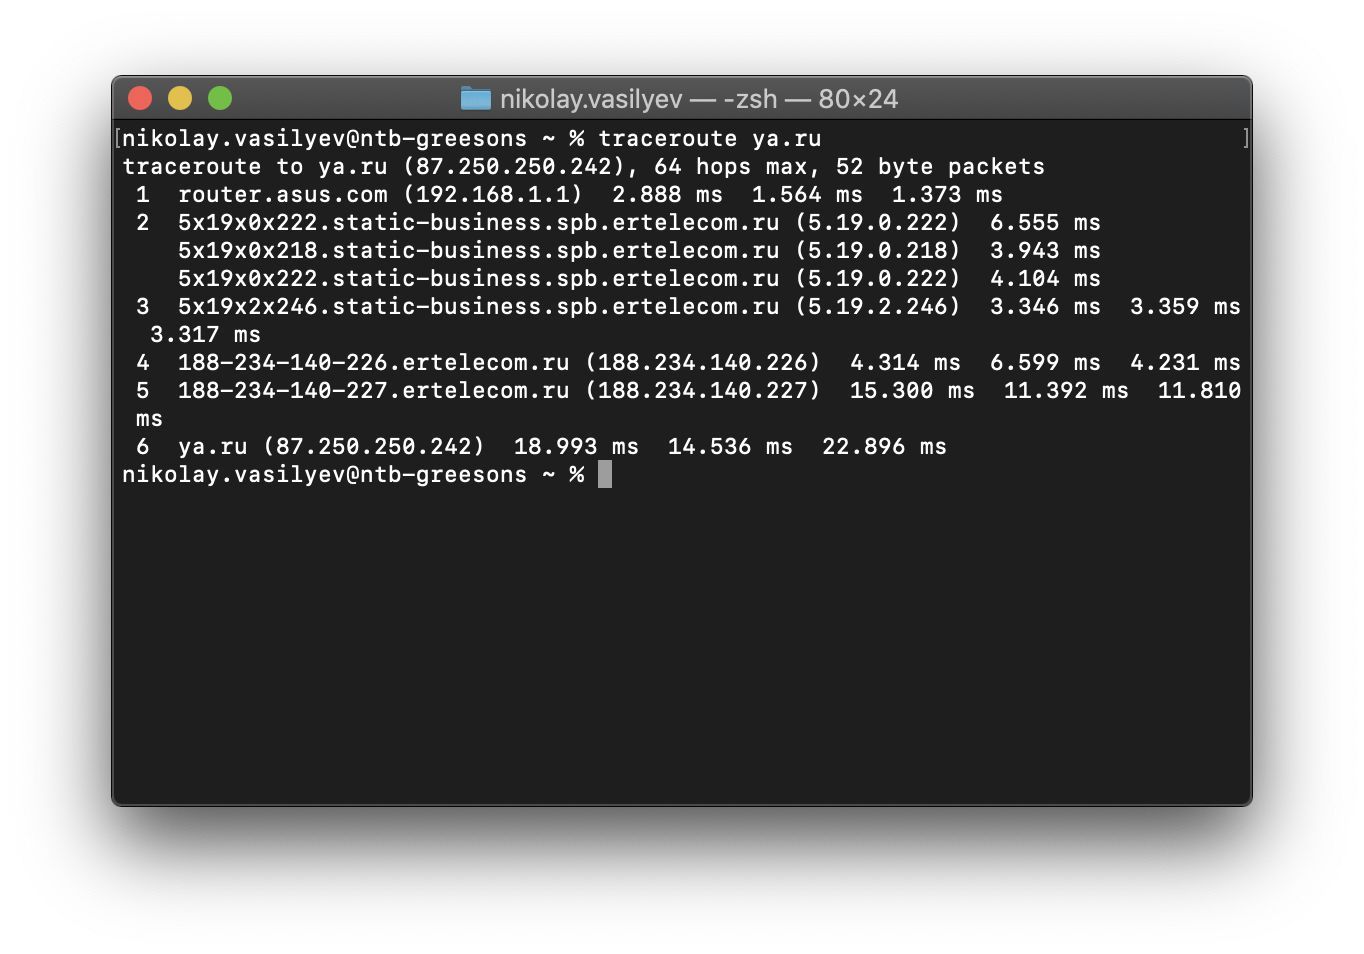 nikolay.vasilyev — -zsh — 80×24
[nikolay.vasilyev@ntb-greesons ~ % traceroute ya.ru ]
traceroute to ya.ru (87.250.250.242), 64 hops max, 52 byte packets
1 router.asus.com (192.168.1.1) 2.888 ms 1.564 ms 1.373 ms
2 5x19x0x222.static-business.spb.ertelecom.ru (5.19.0.222) 6.555 ms
5x19x0x218.static-business.spb.ertelecom.ru (5.19.0.218) 3.943 ms
5x19x0x222.static-business.spb.ertelecom.ru (5.19.0.222) 4.104 ms
3 5x19x2x246.static-business.spb.ertelecom.ru (5.19.2.246) 3.346 ms 3.359 ms
3.317 ms
4 188-234-140-226.ertelecom.ru (188.234.140.226) 4.314 ms 6.599 ms 4.231 ms
5 188-234-140-227.ertelecom.ru (188.234.140.227) 15.300 ms 11.392 ms 11.810
ms
6 ya.ru (87.250.250.242) 18.993 ms 14.536 ms 22.896 ms
nikolay.vasilyev@ntb-greesons ~ %